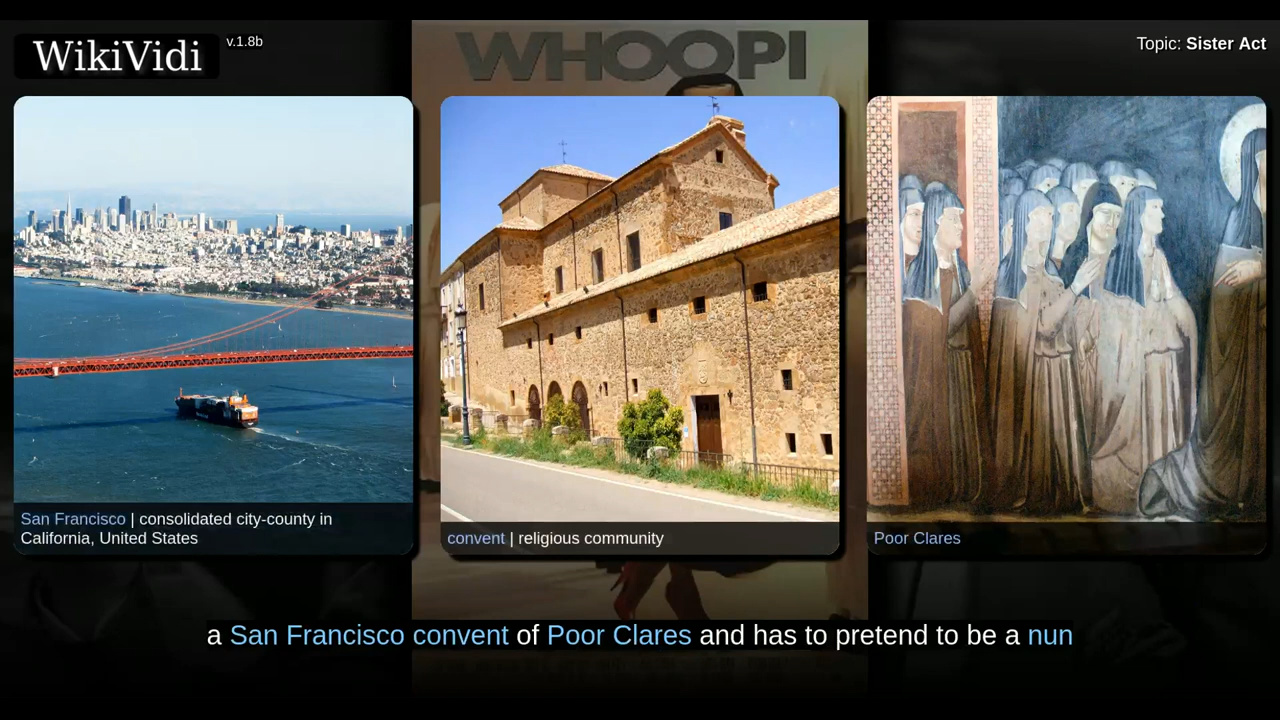 WikiVidi
v.1.8b
Topic: Sister Act
WHOOPI
San Francisco | consolidated city-county in
California, United States
convent | religious community
Poor Clares
a San Francisco convent of Poor Clares and has to pretend to be a nun